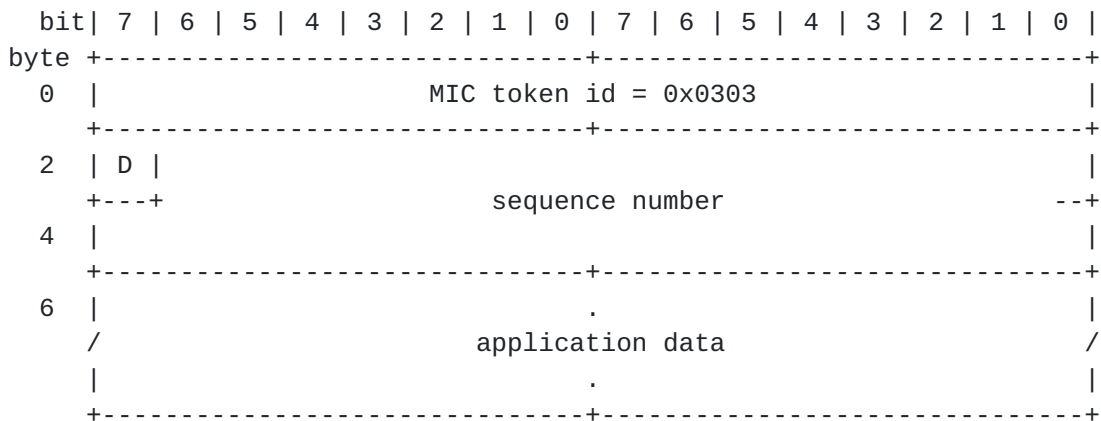 bit| 7 | 6 | 5 | 4 | 3 | 2 | 1 | 0 | 7 | 6 | 5 | 4 | 3 | 2 | 1 | 0 |
byte +-------------------------------+-------------------------------+
0 | MIC token id = 0x0303 |
+-------------------------------+-------------------------------+
2 | D | |
+---+ sequence number --+
4 | |
+-------------------------------+-------------------------------+
6 | . |
/ application data /
| . |
+-------------------------------+-------------------------------+